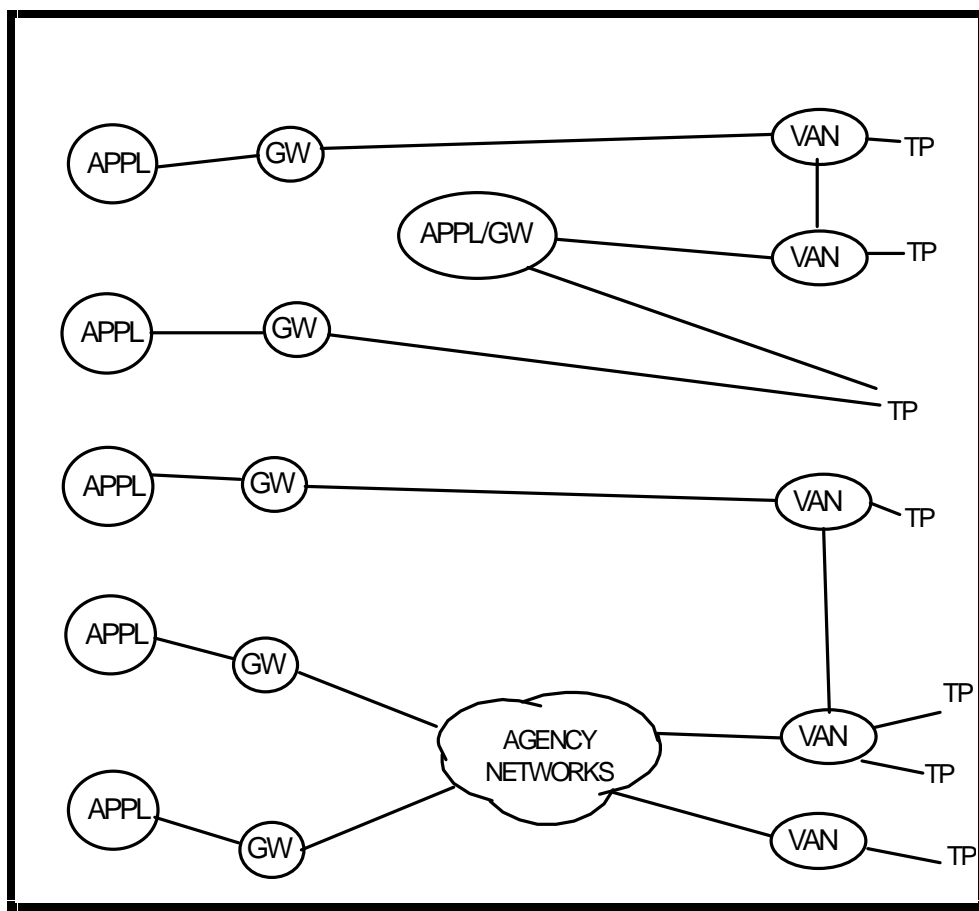 APPL
GW
VAN
TP
APPL/GW
VAN
TP
APPL
GW
TP
APPL
GW
VAN
TP
APPL
GW
TP
AGENCY
NETWORKS
VAN
TP
APPL
GW
VAN
TP